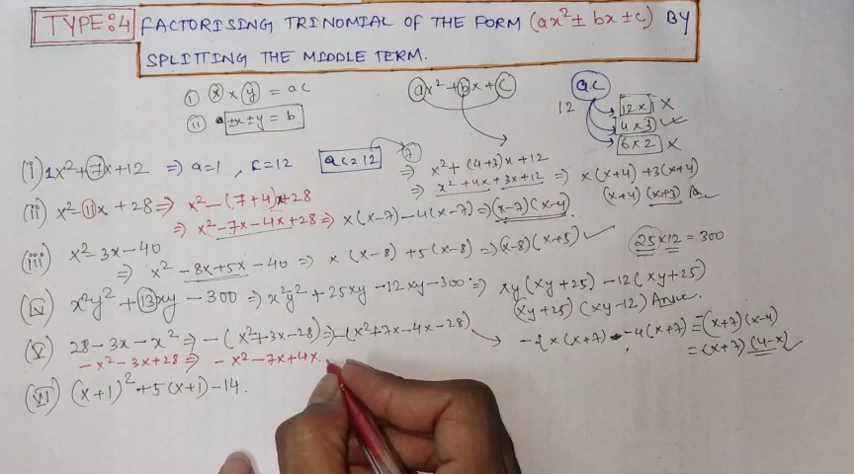 TYPE:4 FACTORISING TRINOMIAL OF THE FORM (ax²± bx ± c) BY
SPLITTING THE MIDDLE TERM.
(i) x × y = ac
(ii) ±x±y = b
ax²+bx+c
ac
12
12×1 ×
4×3 ✓
6×2 ×
(i) 1x²+7x+12 ⇒ a=1, c=12
ac=12
7
⇒ x²+(4+3)x+12
⇒ x²+4x+3x+12 ⇒ x(x+4)+3(x+4)
(x+4)(x+3)
(ii) x²-11x+28 ⇒ x²-(7+4)x+28
⇒ x²-7x-4x+28 ⇒ x(x-7)-4(x-7) ⇒ (x-7)(x-4)
(iii) x²-3x-40
⇒ x²-8x+5x-40 ⇒ x(x-8)+5(x-8) ⇒ (x-8)(x+5) ✓
25×12=300
(iv) x²y²+13xy-300 ⇒ x²y²+25xy-12xy-300 ⇒ xy(xy+25)-12(xy+25)
(xy+25)(xy-12)
(v) 28-3x-x² ⇒ -(x²+3x-28) ⇒ -(x²+7x-4x-28)
-{x(x+7)-4(x+7)=(x+7)(x-4)
=(x+7)(4-x)
-x²-3x+28 ⇒ -x²-7x+4x
(vi) (x+1)²+5(x+1)-14.